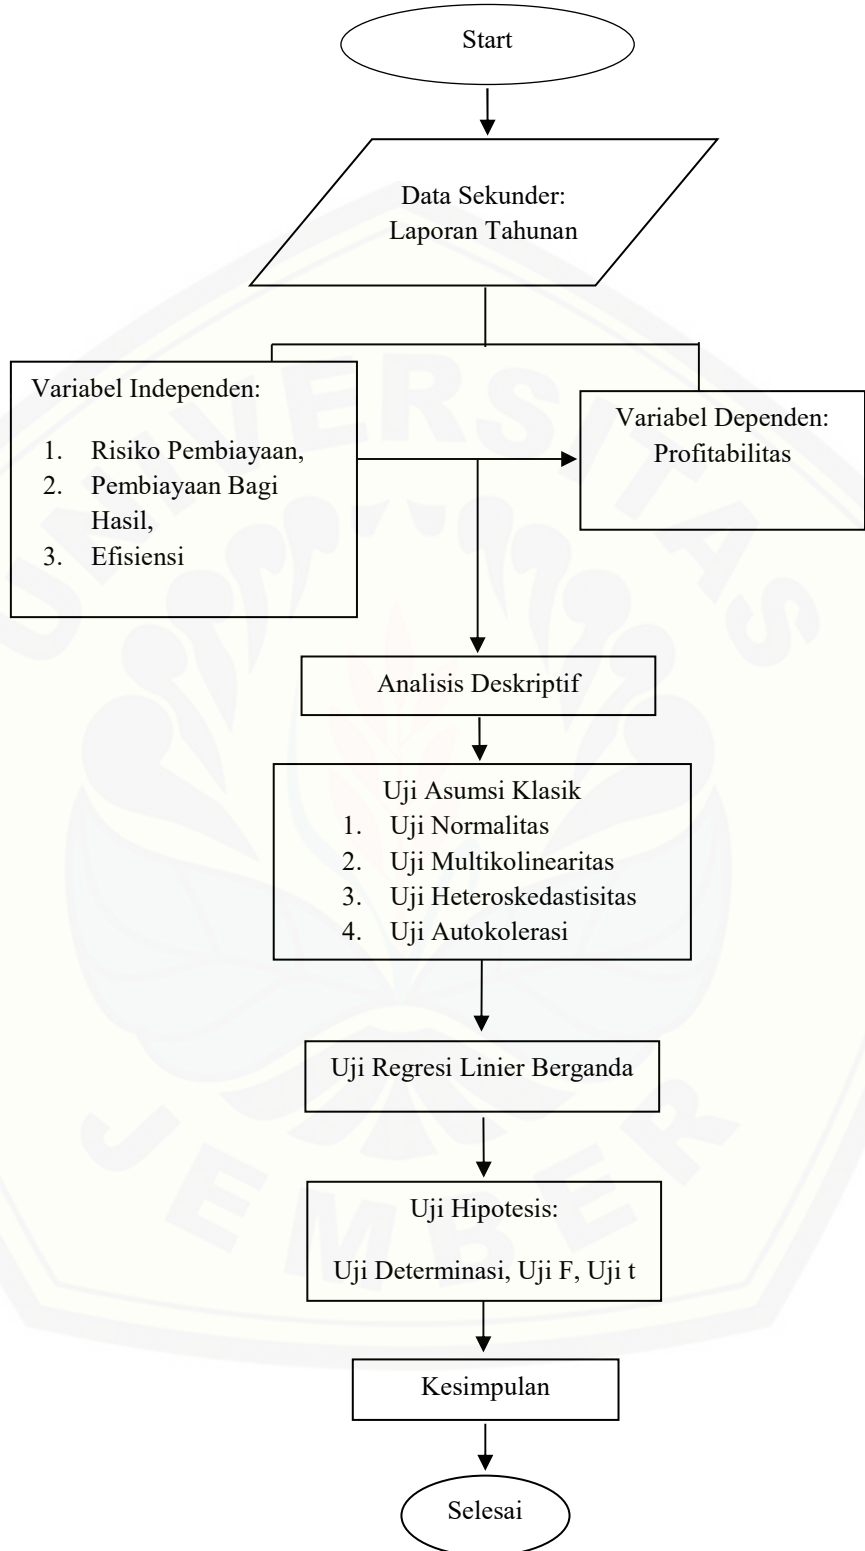 Start
Data Sekunder:
Laporan Tahunan
Variabel Independen:
1. Risiko Pembiayaan,
2. Pembiayaan Bagi
Hasil,
3. Efisiensi
Variabel Dependen:
Profitabilitas
Analisis Deskriptif
Uji Asumsi Klasik
1. Uji Normalitas
2. Uji Multikolinearitas
3. Uji Heteroskedastisitas
4. Uji Autokolerasi
Uji Regresi Linier Berganda
Uji Hipotesis:
Uji Determinasi, Uji F, Uji t
Kesimpulan
Selesai
UNIVERSITAS
JEMBER